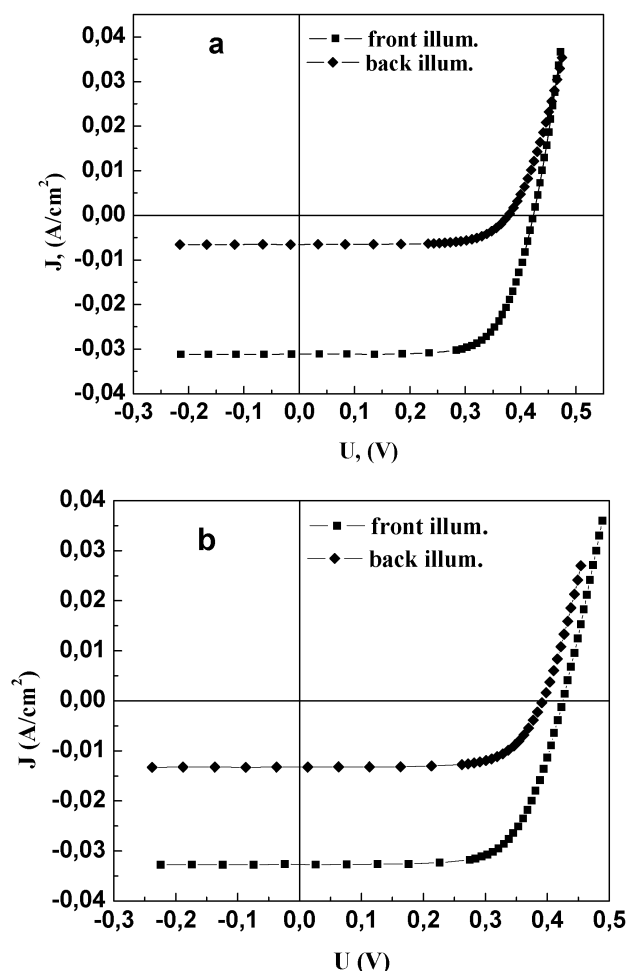 a
front illum.
back illum.
0,04
0,03
0,02
0,01
0,00
-0,01
-0,02
-0,03
-0,04
J, (A/cm²)
-0,3 -0,2 -0,1 0,0 0,1 0,2 0,3 0,4 0,5
U, (V)
b
front illum.
back illum.
0,04
0,03
0,02
0,01
0,00
-0,01
-0,02
-0,03
-0,04
J (A/cm²)
-0,3 -0,2 -0,1 0,0 0,1 0,2 0,3 0,4 0,5
U (V)